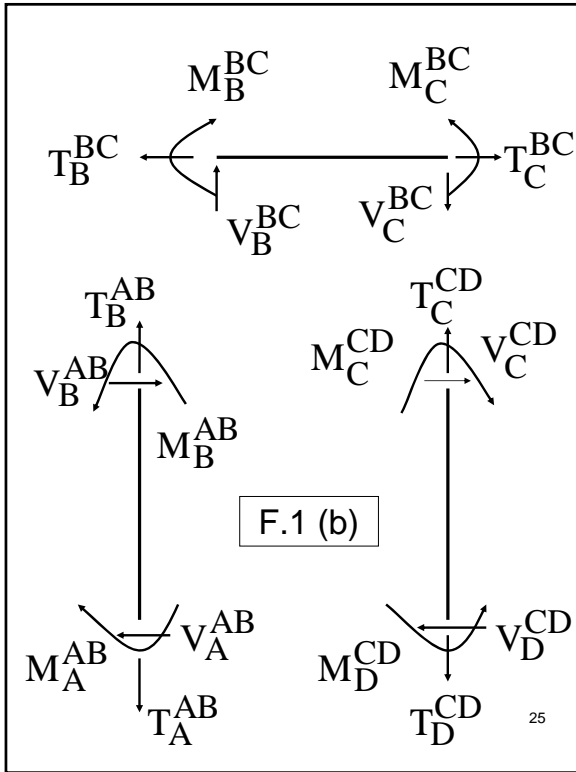 M_B^BC M_C^BC
T_B^BC T_C^BC
V_B^BC V_C^BC
T_B^AB T_C^CD
V_B^AB M_C^CD V_C^CD
M_B^AB
F.1 (b)
V_A^AB V_D^CD
M_A^AB M_D^CD
T_A^AB T_D^CD
25